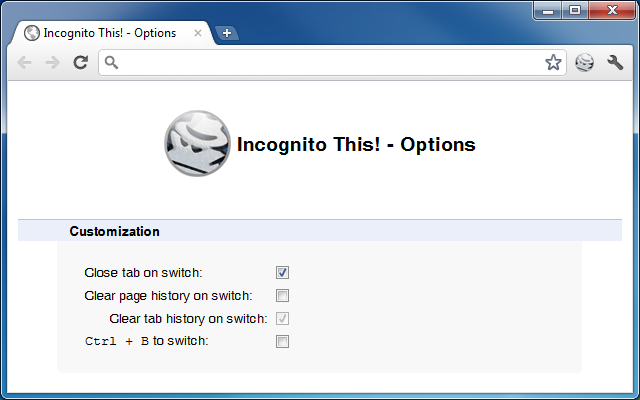 Incognito This! - Options
Incognito This! - Options
Customization
Close tab on switch:
Clear page history on switch:
Clear tab history on switch:
Ctrl + B to switch: